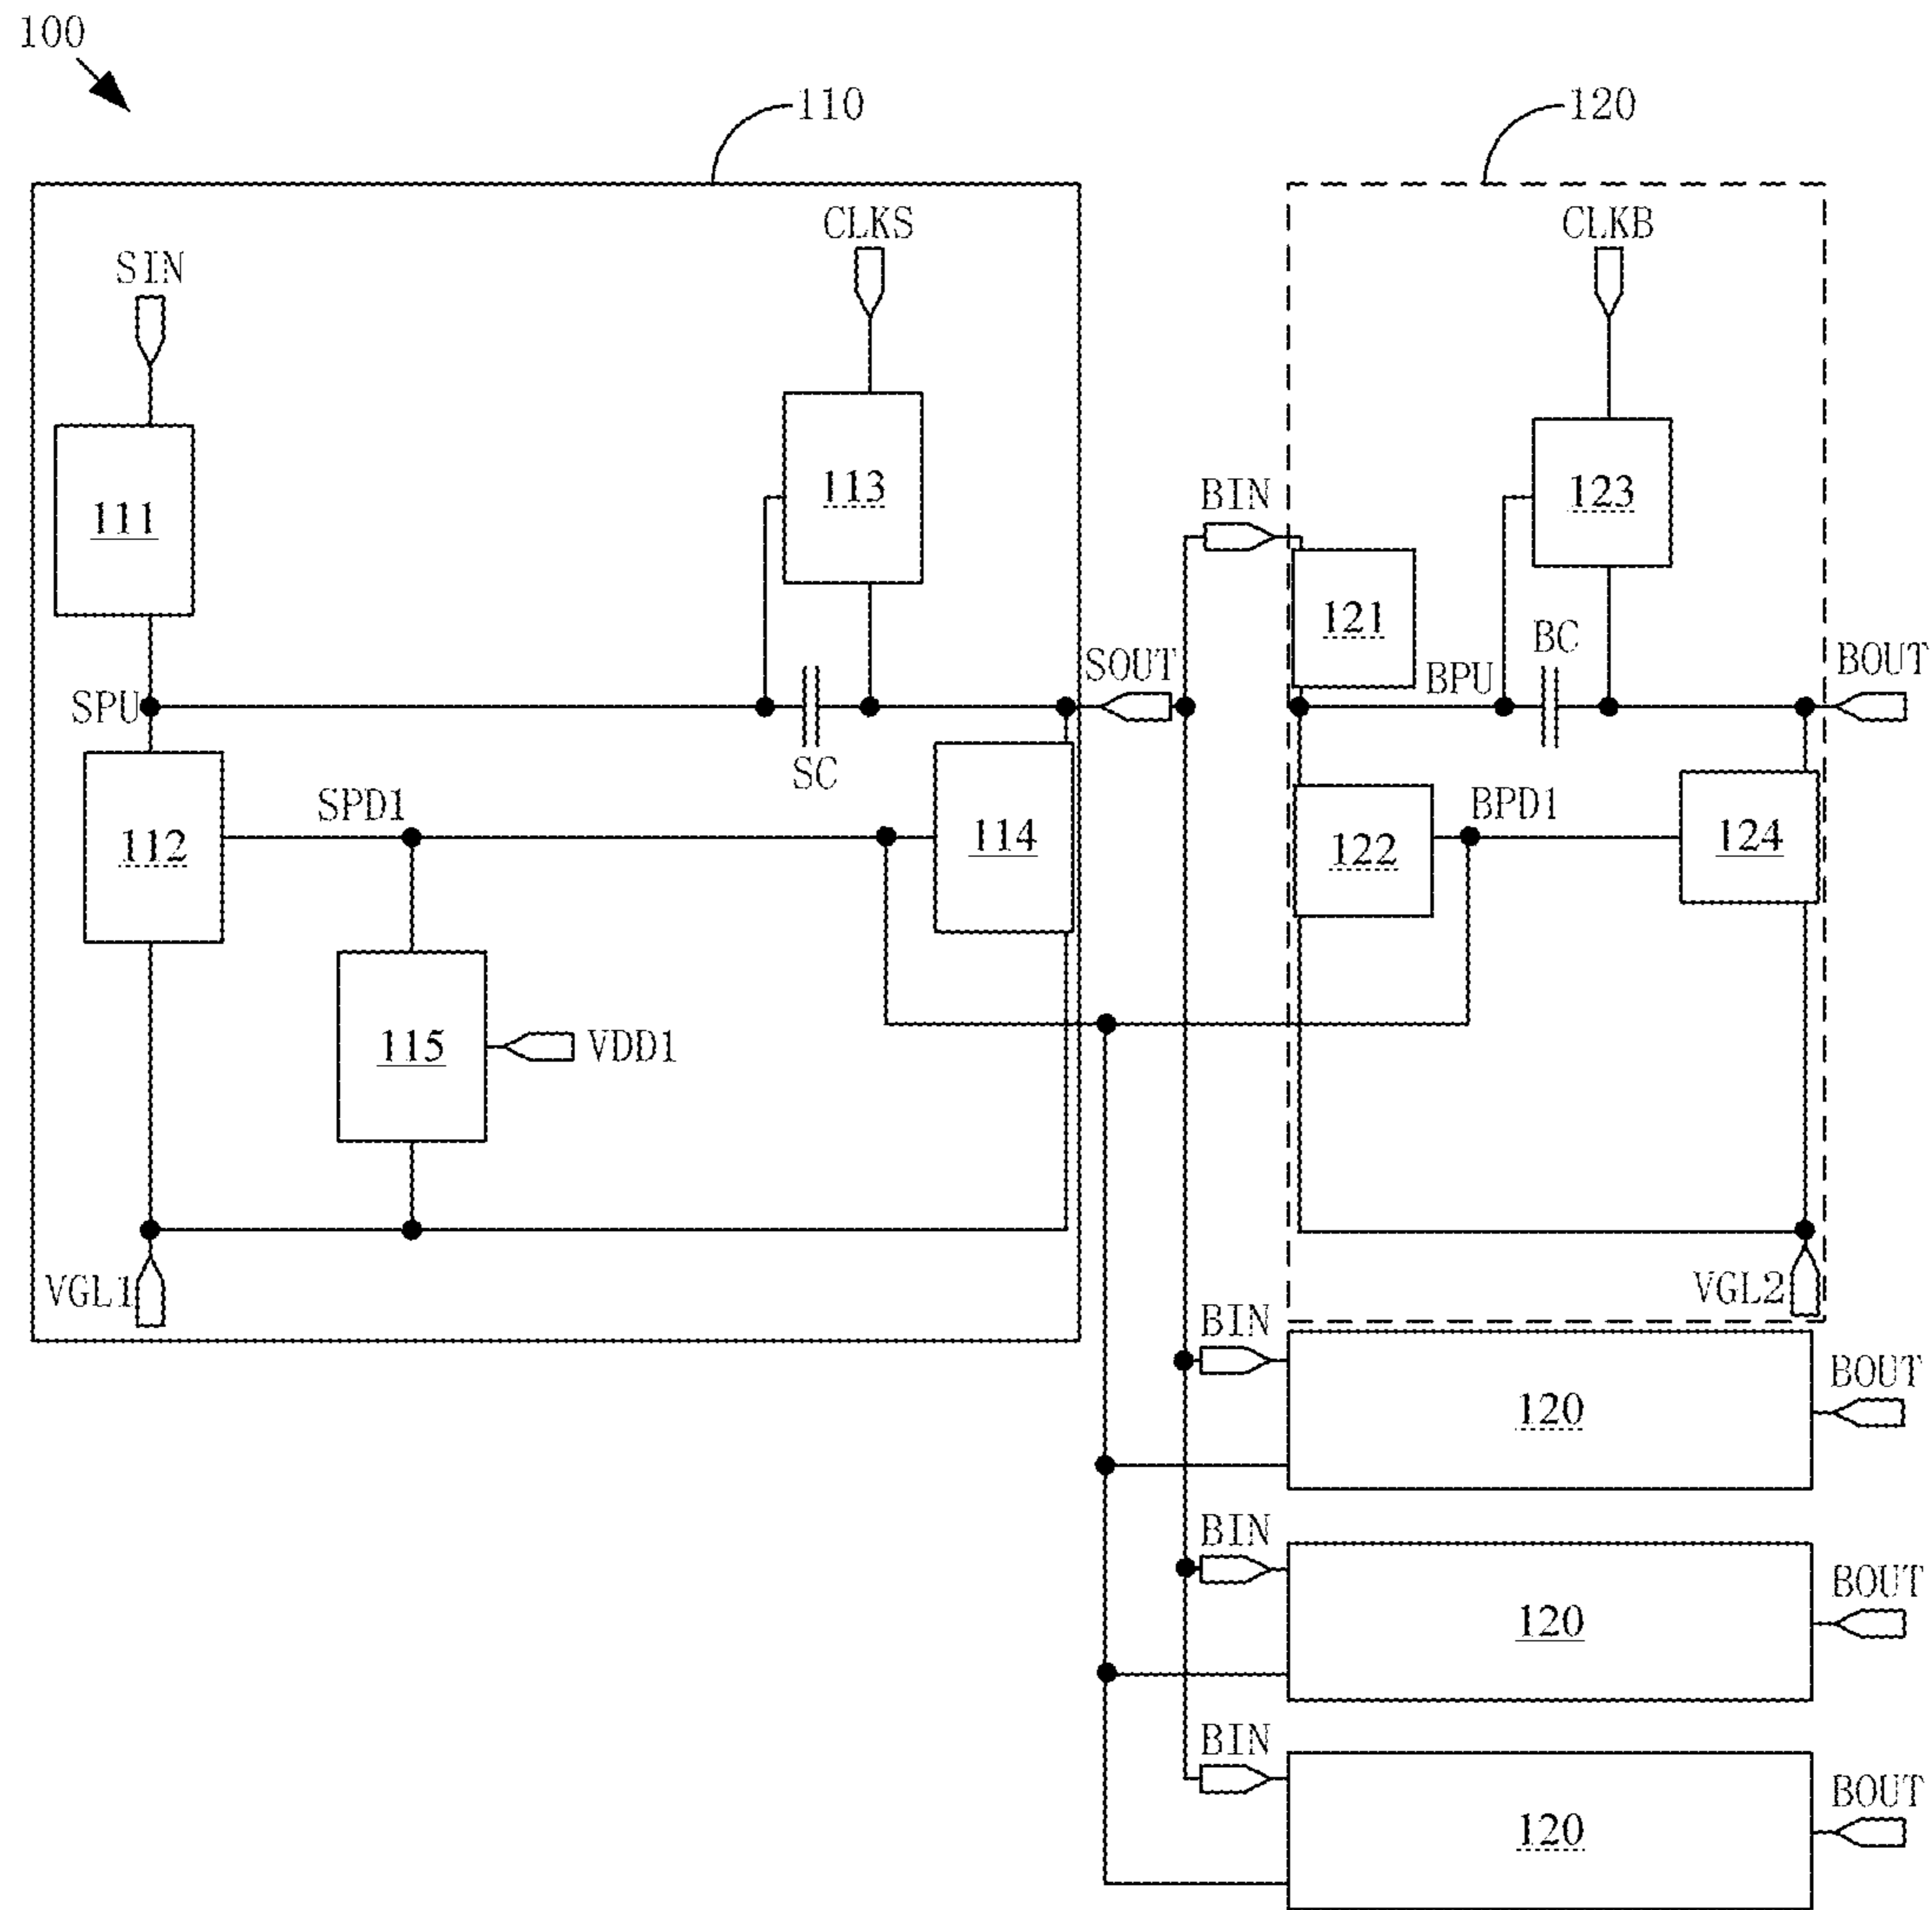 100
110
120
CLKS
CLKB
SIN
113
123
BIN
111
121
BC
SOUT
BPU
BOUT
SPU
SC
SPD1
BPD1
112
114
122
124
115
VDD1
VGL1
VGL2
BIN
120
BOUT
BIN
120
BOUT
BIN
120
BOUT